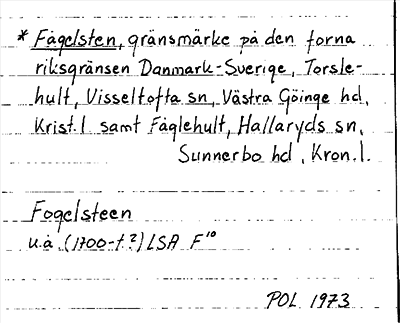 * Fågelsten, gränsmärke på den forna
riksgränsen Danmark-Sverige, Torsle-
hult, Visseltofta sn, Västra Göinge hd,
Krist.l samt Fåglehult, Hallaryds sn,
Sunnerbo hd, Kron.l.
Fogelsteen
u.å. (1700-t?) LSA F¹⁰
POL 1973